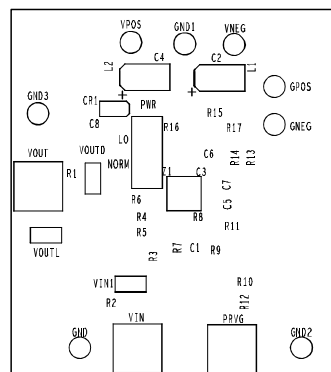 VPOS GND1 VNEG
L2 C4 C2 L1
GPOS
GND3 CR1 PWR R15
C8 LO R16 R17 GNEG
VOUT VOUTD C6 R14 R13
R1 NORM Z1 C3
R6 C7
R4 R8 C5
R5 R11
VOUTL R3 R7 C1 R9
VIN1 R10
R2 R12
GND VIN PRVG GND2